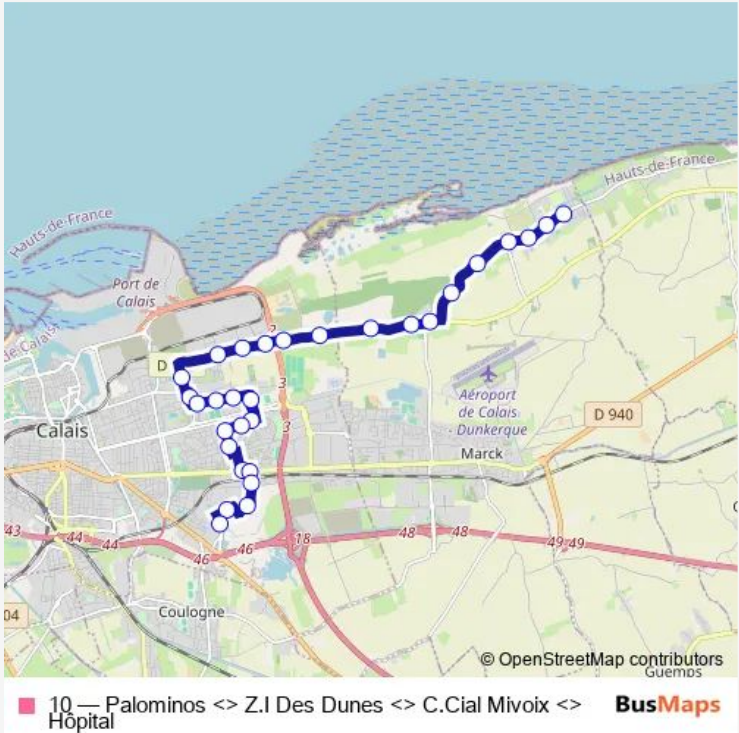 Hauts-de-France
Hauts-de-France
Port de
Calais
de Calais
2
D
3
Aéroport
de Calais
- Dunkerque
D 940
3
Calais
Marck
43
44
44
46
46
18
48
48
49
49
Coulogne
04
© OpenStreetMap contributors
Guemps
10 — Palominos <> Z.I Des Dunes <> C.Cial Mivoix <>
Hôpital
BusMaps